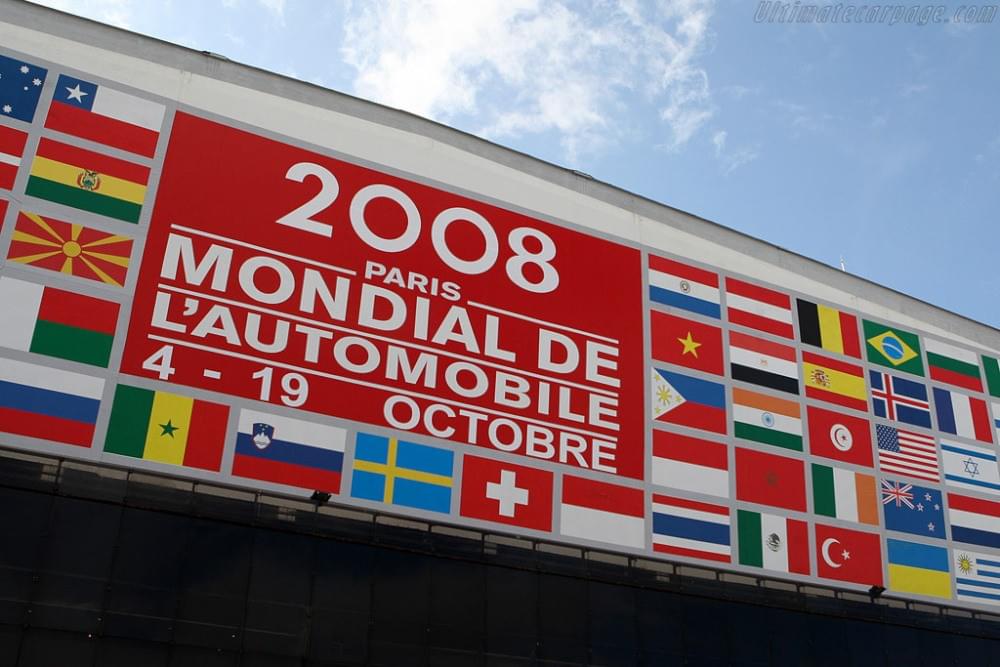 Ultimatecarpage.com
2008
PARIS
MONDIAL DE
L'AUTOMOBILE
4 - 19
OCTOBRE